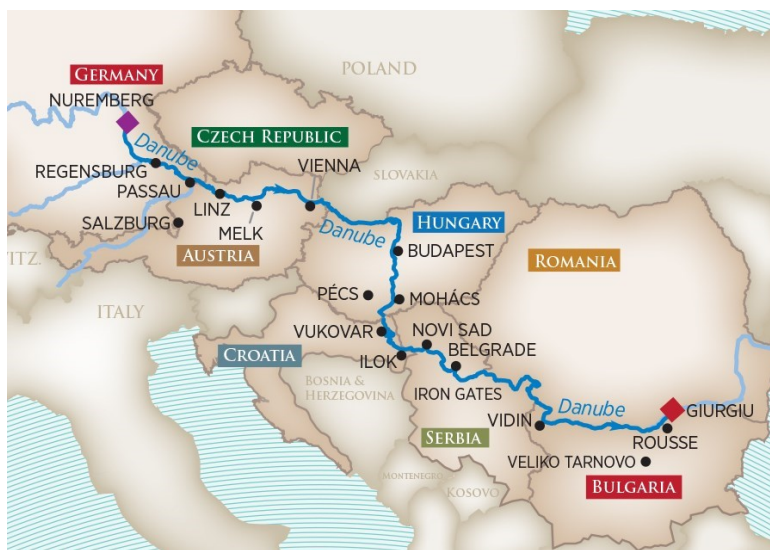 POLAND
GERMANY
NUREMBERG
CZECH REPUBLIC
Danube
VIENNA
REGENSBURG
PASSAU
SLOVAKIA
LINZ
MELK
SALZBURG
Danube
HUNGARY
AUSTRIA
BUDAPEST
ROMANIA
ITZ.
ITALY
PÉCS
MOHÁCS
VUKOVAR
NOVI SAD
CROATIA
ILOK
BELGRADE
BOSNIA &
HERZEGOVINA
IRON GATES
Danube
GIURGIU
VIDIN
SERBIA
ROUSSE
VELIKO TARNOVO
MONTENEGRO
KOSOVO
BULGARIA